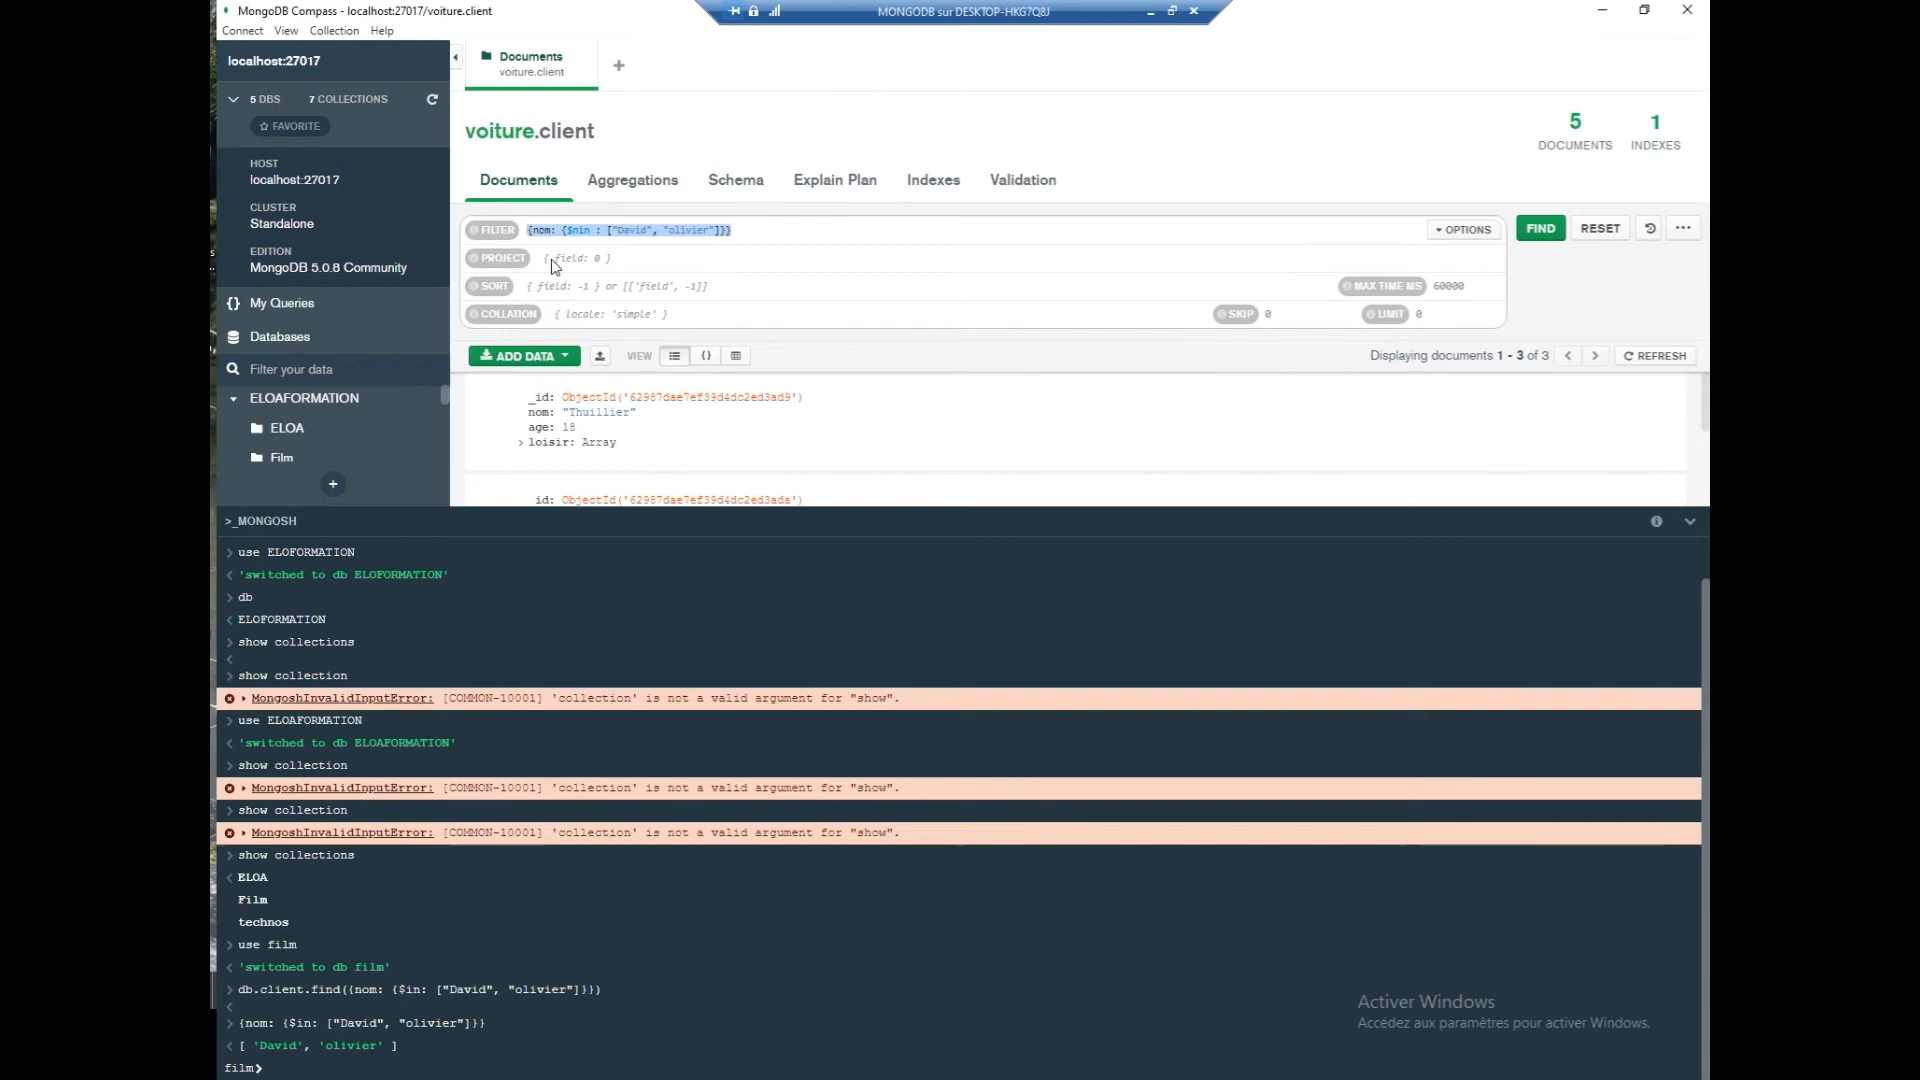 MongoDB Compass - localhost:27017/voiture.client
MONGODB sur DESKTOP-HKG7Q8J
Connect View Collection Help
localhost:27017
5 DBS 7 COLLECTIONS
FAVORITE
HOST
localhost:27017
CLUSTER
Standalone
EDITION
MongoDB 5.0.8 Community
{} My Queries
Databases
Filter your data
ELOAFORMATION
ELOA
Film
+
Documents
voiture.client
+
voiture.client
5
DOCUMENTS
1
INDEXES
Documents Aggregations Schema Explain Plan Indexes Validation
FILTER {nom: {$nin : ["David", "olivier"]}} OPTIONS FIND RESET ...
PROJECT { field: 0 }
SORT { field: -1 } or [['field', -1]] MAX TIME MS 60000
COLLATION { locale: 'simple' } SKIP 0 LIMIT 0
ADD DATA VIEW {} Displaying documents 1 - 3 of 3 < > REFRESH
_id: ObjectId('62987dae7ef39d4dc2ed3ad9')
nom: "Thuillier"
age: 18
> loisir: Array
_id: ObjectId('62987dae7ef39d4dc2ed3ada')
>_MONGOSH
> use ELOFORMATION
< 'switched to db ELOFORMATION'
> db
< ELOFORMATION
> show collections
<
> show collection
MongoshInvalidInputError: [COMMON-10001] 'collection' is not a valid argument for "show".
> use ELOAFORMATION
< 'switched to db ELOAFORMATION'
> show collection
MongoshInvalidInputError: [COMMON-10001] 'collection' is not a valid argument for "show".
> show collection
MongoshInvalidInputError: [COMMON-10001] 'collection' is not a valid argument for "show".
> show collections
< ELOA
Film
technos
> use film
< 'switched to db film'
> db.client.find({nom: {$in: ["David", "olivier"]}})
<
> {nom: {$in: ["David", "olivier"]}}
< [ 'David', 'olivier' ]
film>
Activer Windows
Accédez aux paramètres pour activer Windows.